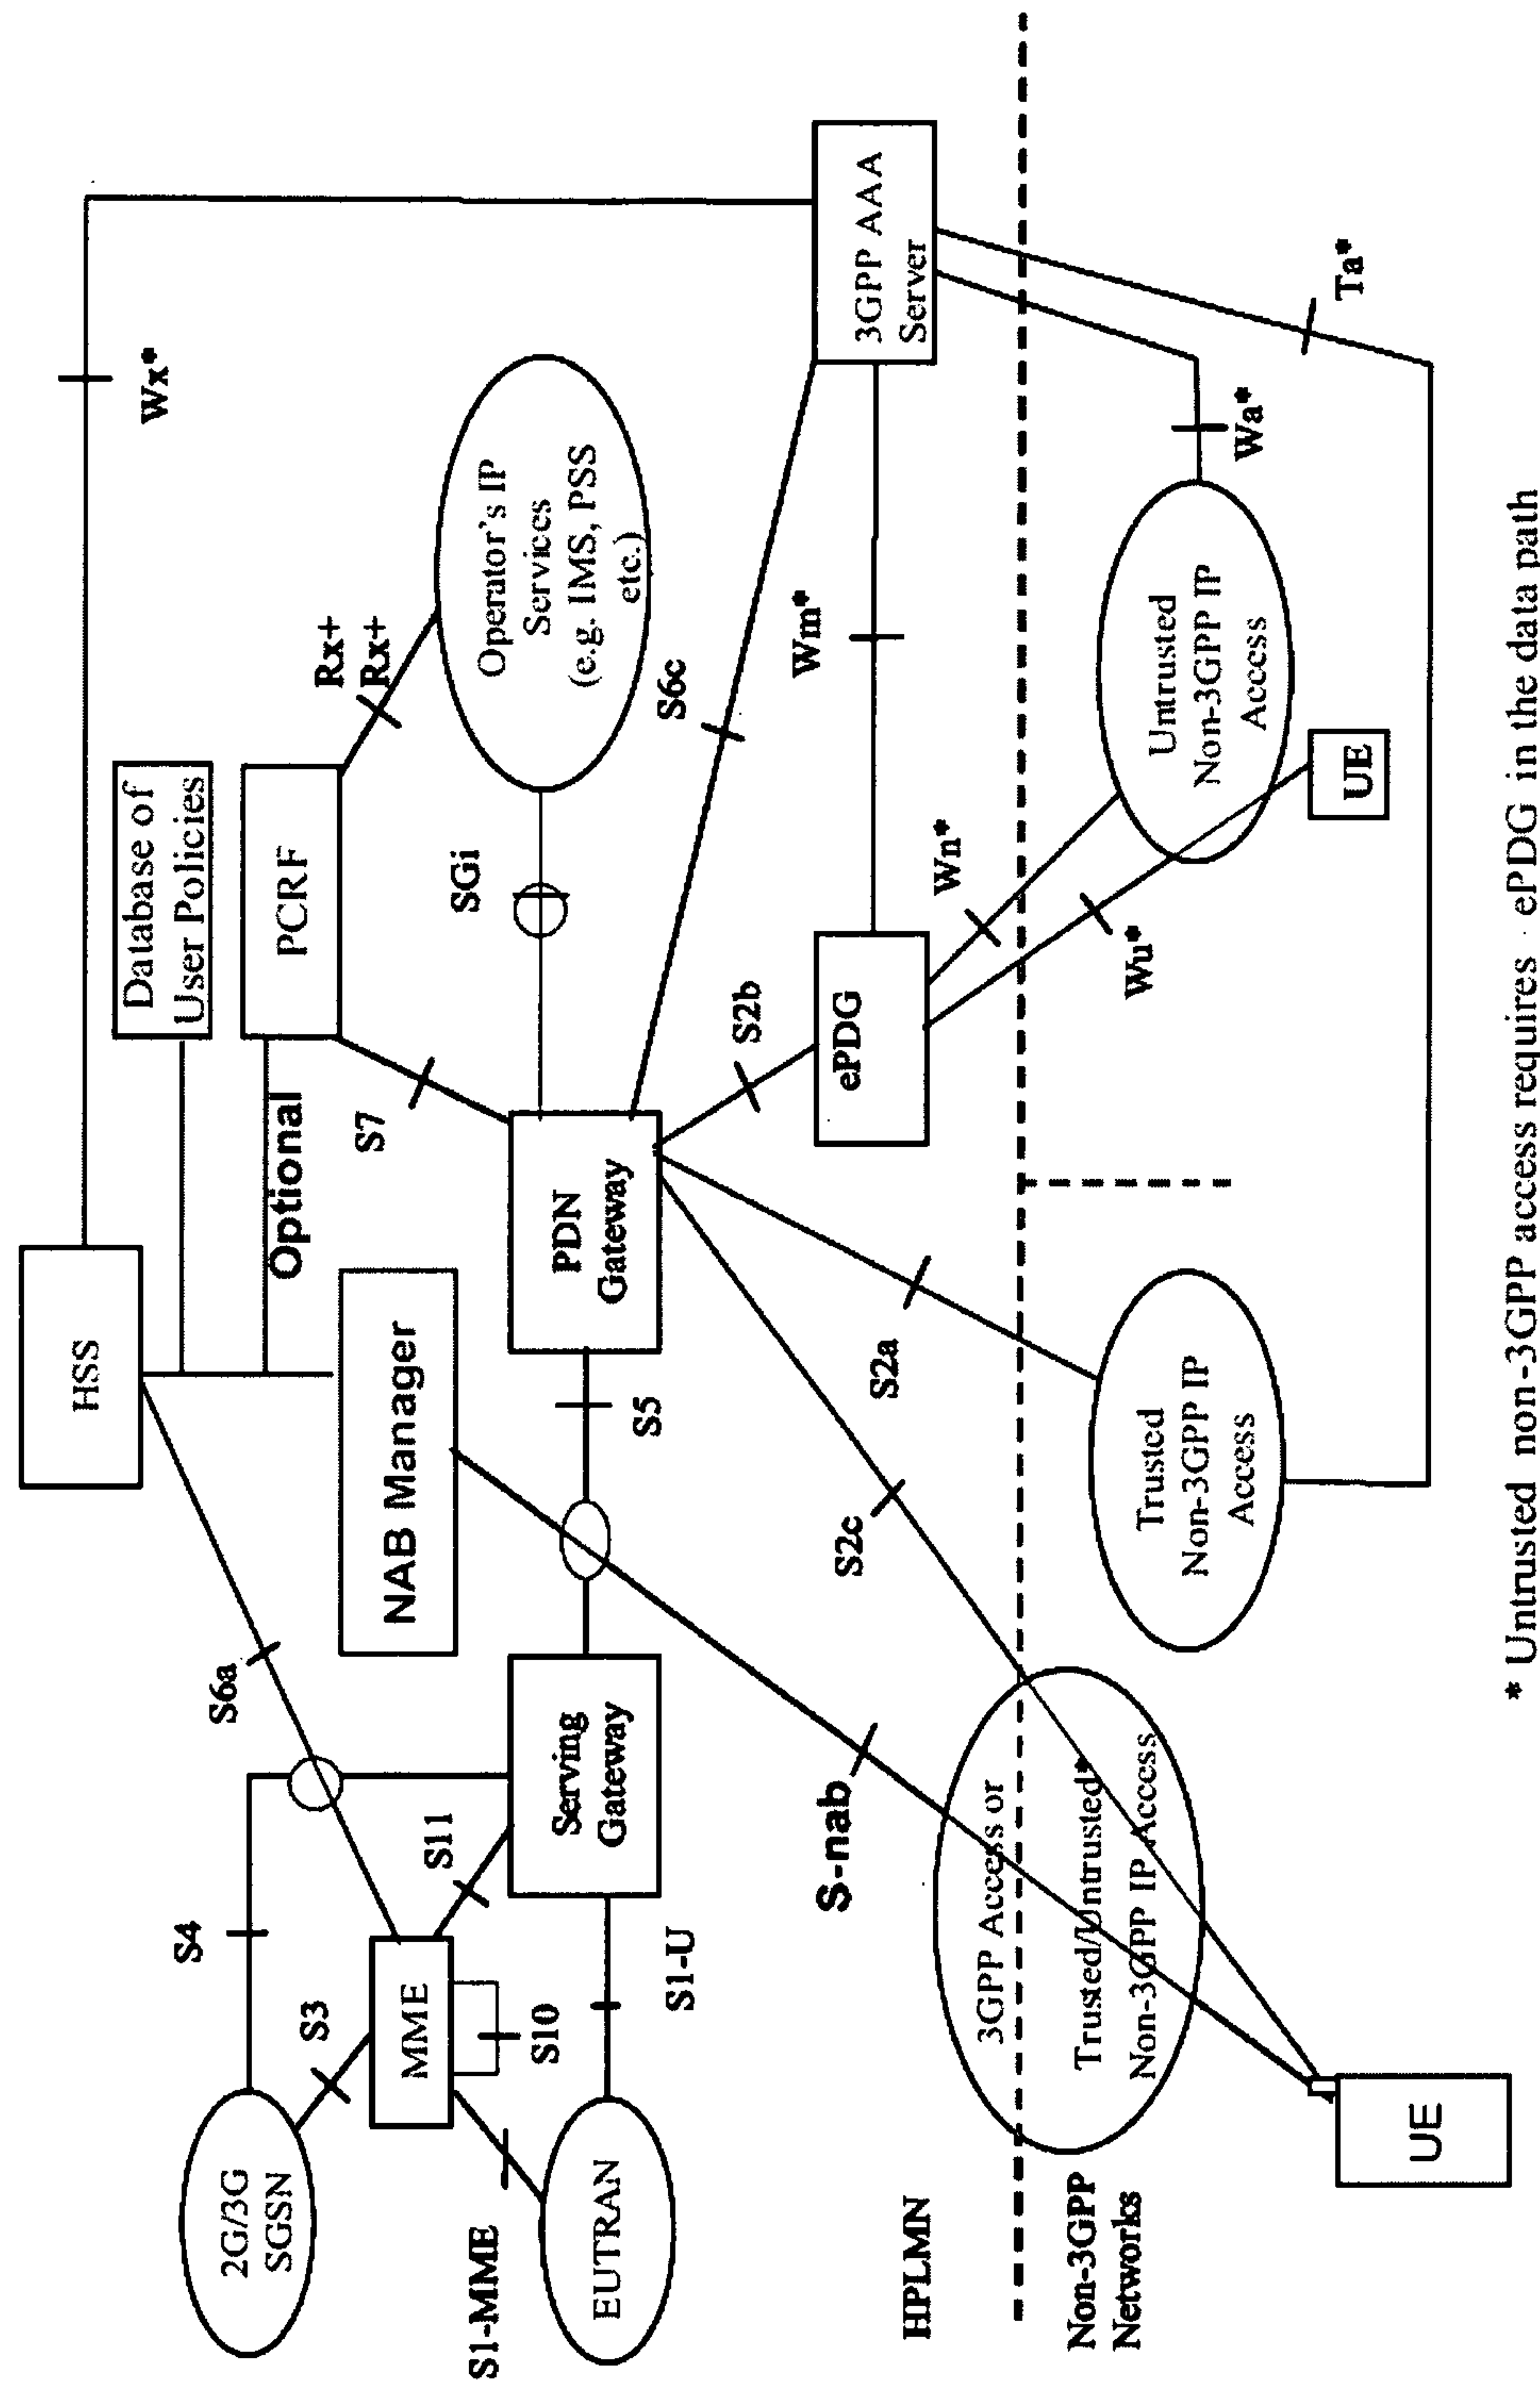 HSS
Wx*
Database of
User Policies
PCRF
Optional
Rx+
Rx+
S6a
S4
S3
2G/3G
SGSN
MME
S11
S10
S1-MME
EUTRAN
S1-U
Serving
Gateway
NAB Manager
S5
S7
PDN
Gateway
SGi
Operator's IP
Services
(e.g. IMS, PSS
etc.)
S6c
Wm*
3GPP AAA
Server
S2b
ePDG
S2a
S2c
S-nab
Wn*
Wu*
Wa*
Ta*
HPLMN
Non-3GPP
Networks
3GPP Access or
Trusted/Untrusted*
Non-3GPP IP Access
Trusted
Non-3GPP IP
Access
Untrusted
Non-3GPP IP
Access
UE
UE
* Untrusted non-3GPP access requires ePDG in the data path